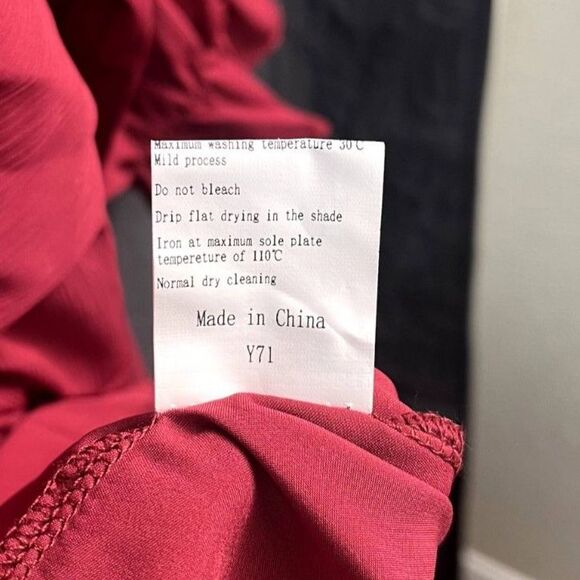 Maximum washing temperature 30℃
Mild process
Do not bleach
Drip flat drying in the shade
Iron at maximum sole plate
tempereture of 110℃
Normal dry cleaning
Made in China
Y71